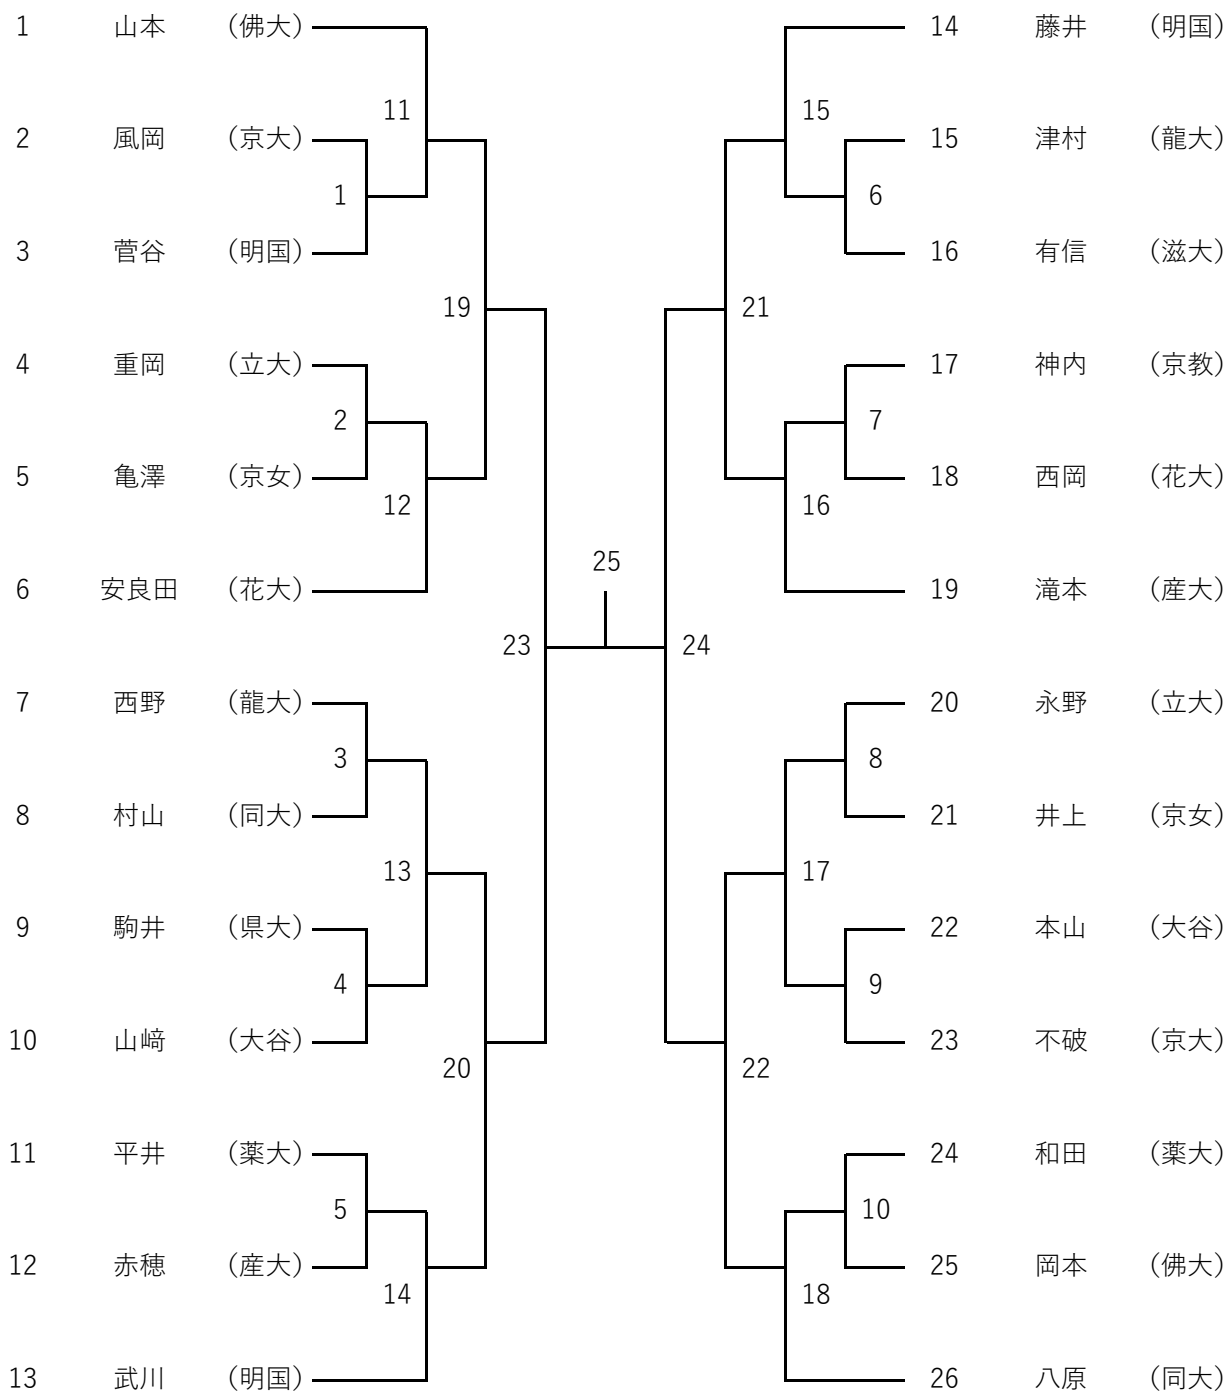 1 山本 （佛大） 14 藤井 （明国）
11 15
2 風岡 （京大） 15 津村 （龍大）
1 6
3 菅谷 （明国） 16 有信 （滋大）
19 21
4 重岡 （立大） 17 神内 （京教）
2 7
5 亀澤 （京女） 18 西岡 （花大）
12 16
25
6 安良田 （花大） 19 滝本 （産大）
23 24
7 西野 （龍大） 20 永野 （立大）
3 8
8 村山 （同大） 21 井上 （京女）
13 17
9 駒井 （県大） 22 本山 （大谷）
4 9
10 山﨑 （大谷） 23 不破 （京大）
20 22
11 平井 （薬大） 24 和田 （薬大）
5 10
12 赤穂 （産大） 25 岡本 （佛大）
14 18
13 武川 （明国） 26 八原 （同大）